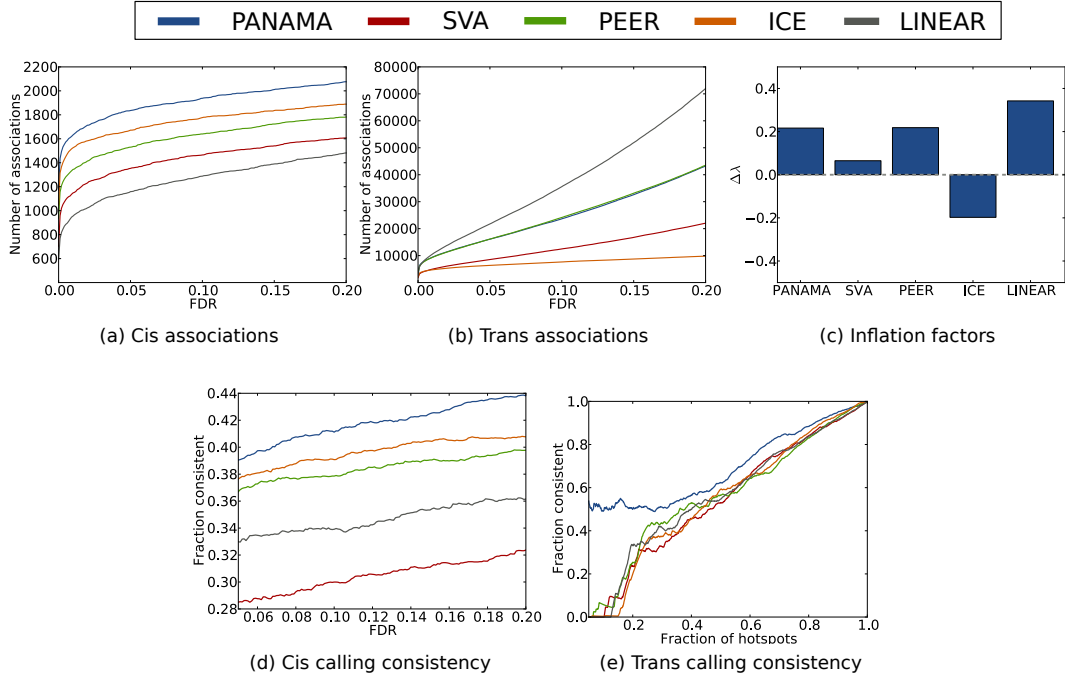 PANAMA SVA PEER ICE LINEAR
Number of associations
2200
2000
1800
1600
1400
1200
1000
800
600
0.00 0.05 0.10 0.15 0.20
FDR
(a) Cis associations
Number of associations
80000
70000
60000
50000
40000
30000
20000
10000
0.00 0.05 0.10 0.15 0.20
FDR
(b) Trans associations
Δλ
0.4
0.2
0.0
−0.2
−0.4
PANAMA SVA PEER ICE LINEAR
(c) Inflation factors
Fraction consistent
0.44
0.42
0.40
0.38
0.36
0.34
0.32
0.30
0.28
0.06 0.08 0.10 0.12 0.14 0.16 0.18 0.20
FDR
(d) Cis calling consistency
Fraction consistent
1.0
0.8
0.6
0.4
0.2
0.0
0.2 0.4 0.6 0.8 1.0
Fraction of hotspots
(e) Trans calling consistency